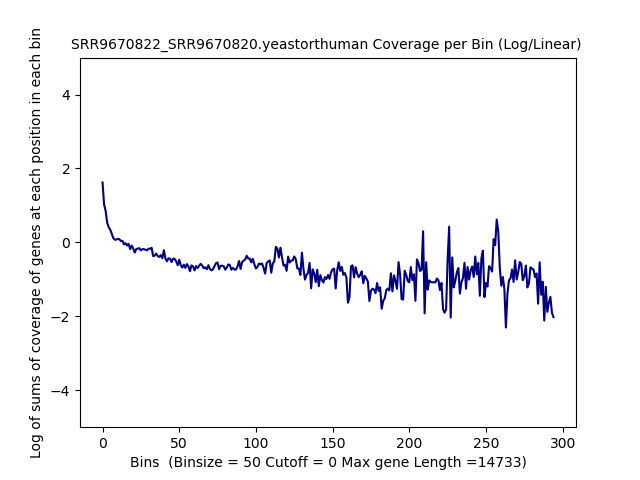 SRR9670822_SRR9670820.yeastorthuman Coverage per Bin (Log/Linear)
Log of sums of coverage of genes at each position in each bin
4
2
0
−2
−4
0 50 100 150 200 250 300
Bins  (Binsize = 50 Cutoff = 0 Max gene Length =14733)